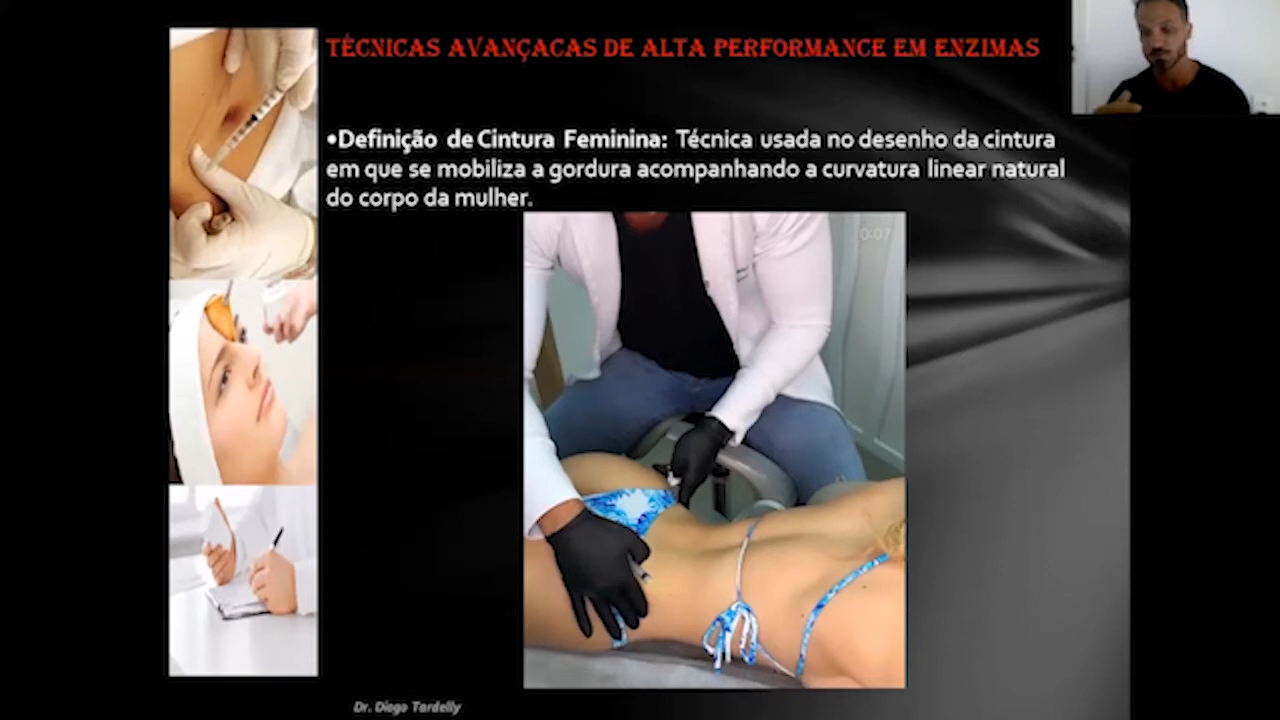 TÉCNICAS AVANÇACAS DE ALTA PERFORMANCE EM ENZIMAS
•Definição de Cintura Feminina: Técnica usada no desenho da cintura
em que se mobiliza a gordura acompanhando a curvatura linear natural
do corpo da mulher.
0:07
Dr. Diogo Tardelly